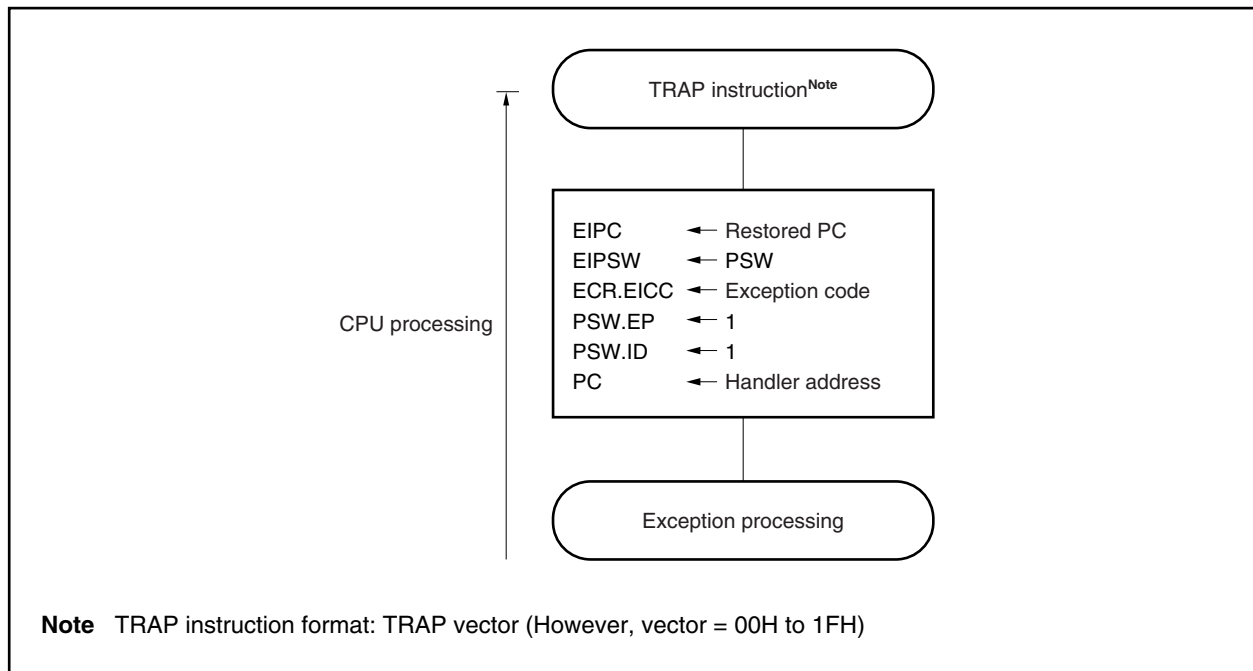 TRAP instructionNote
EIPC ← Restored PC
EIPSW ← PSW
ECR.EICC ← Exception code
PSW.EP ← 1
PSW.ID ← 1
PC ← Handler address
CPU processing
Exception processing
Note TRAP instruction format: TRAP vector (However, vector = 00H to 1FH)